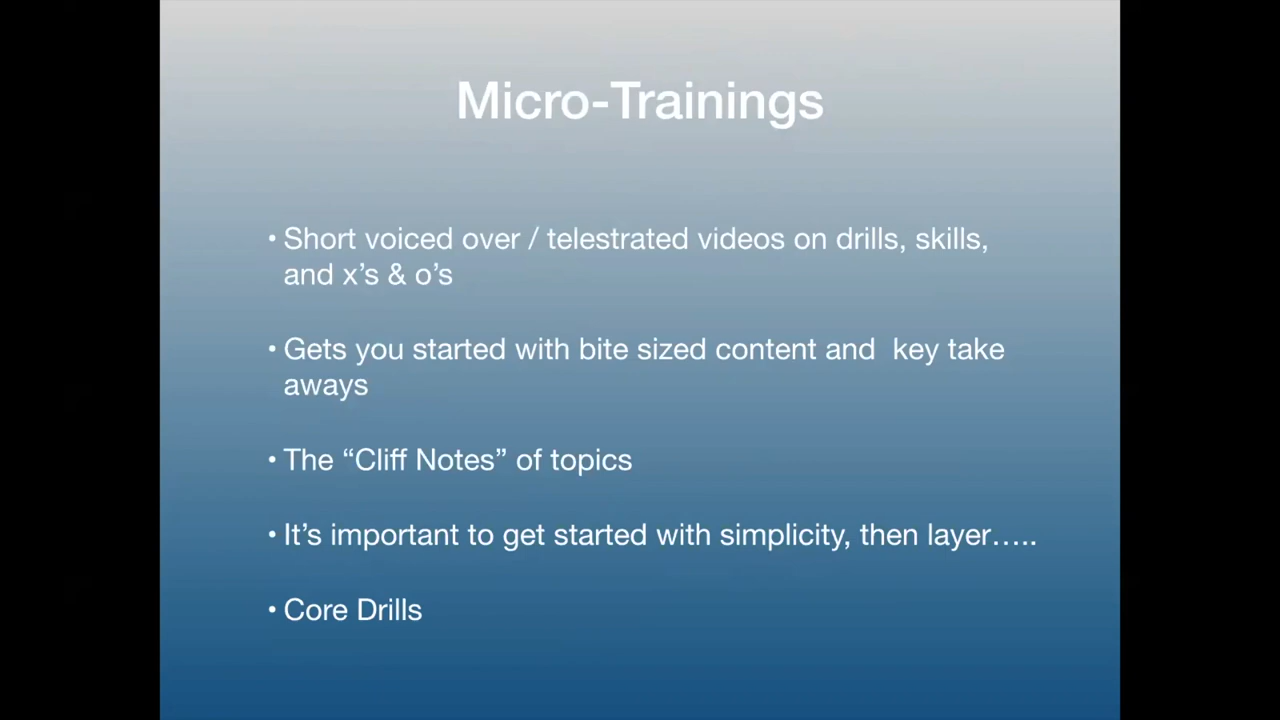 Micro-Trainings
• Short voiced over / telestrated videos on drills, skills,
and x’s & o’s
• Gets you started with bite sized content and  key take
aways
• The “Cliff Notes” of topics
• It’s important to get started with simplicity, then layer…..
• Core Drills